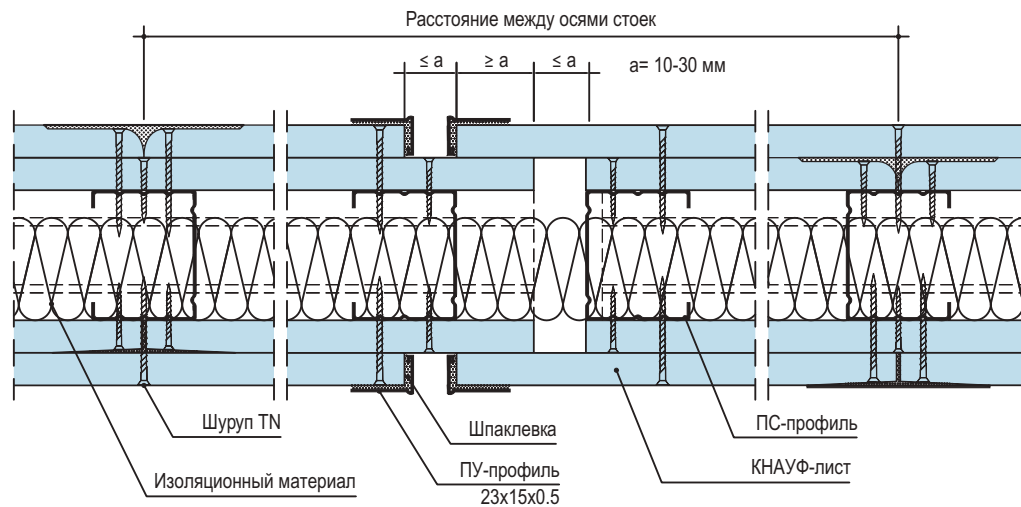 Расстояние между осями стоек
≤ a ≥ a ≤ a a= 10-30 мм
Шуруп TN
Изоляционный материал
Шпаклевка
ПУ-профиль
23x15x0.5
ПС-профиль
КНАУФ-лист